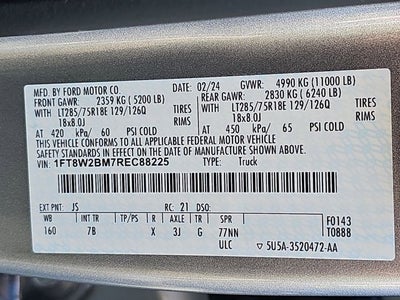 MFD. BY FORD MOTOR CO. 02/24 GVWR: 4990 KG (11000 LB)
FRONT GAWR: 2359 KG (5200 LB) REAR GAWR: 2830 KG (6240 LB)
WITH LT285/75R18E 129/126Q TIRES WITH LT285/75R18E 129/126Q TIRES
18x8.0J RIMS 18x8.0J RIMS
AT 420 kPa/ 60 PSI COLD AT 450 kPa/ 65 PSI COLD
THIS VEHICLE CONFORMS TO ALL APPLICABLE FEDERAL MOTOR VEHICLE
SAFETY STANDARDS IN EFFECT ON THE DATE OF MANUFACTURE SHOWN ABOVE.
VIN: 1FT8W2BM7REC88225 TYPE: Truck
EXT PNT: JS RC: 21 DSO:
WB INT TR TP/PS R AXLE TR SPR F0143
160 7B X 3J G 77NN T0888
ULC 5U5A-3520472-AA